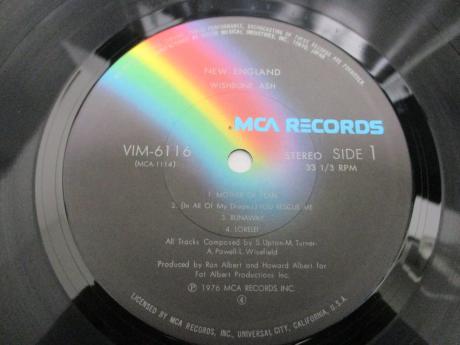 NEW ENGLAND
WISHBONE ASH
MCA RECORDS
VIM-6116
(MCA-1114)
STEREO SIDE 1
33 1/3 RPM
1. MOTHER OF PEARL
2. (In All Of My Dreams) YOU RESCUE ME
3. RUNAWAY
4. LORELEI
All Tracks Composed by S. Upton-M. Turner-
A. Powell-L. Wisefield
Produced by Ron Albert and Howard Albert for
Fat Albert Productions Inc.
Ⓟ 1976 MCA RECORDS INC.
4
LICENSED BY MCA RECORDS, INC., UNIVERSAL CITY, CALIFORNIA, U.S.A.